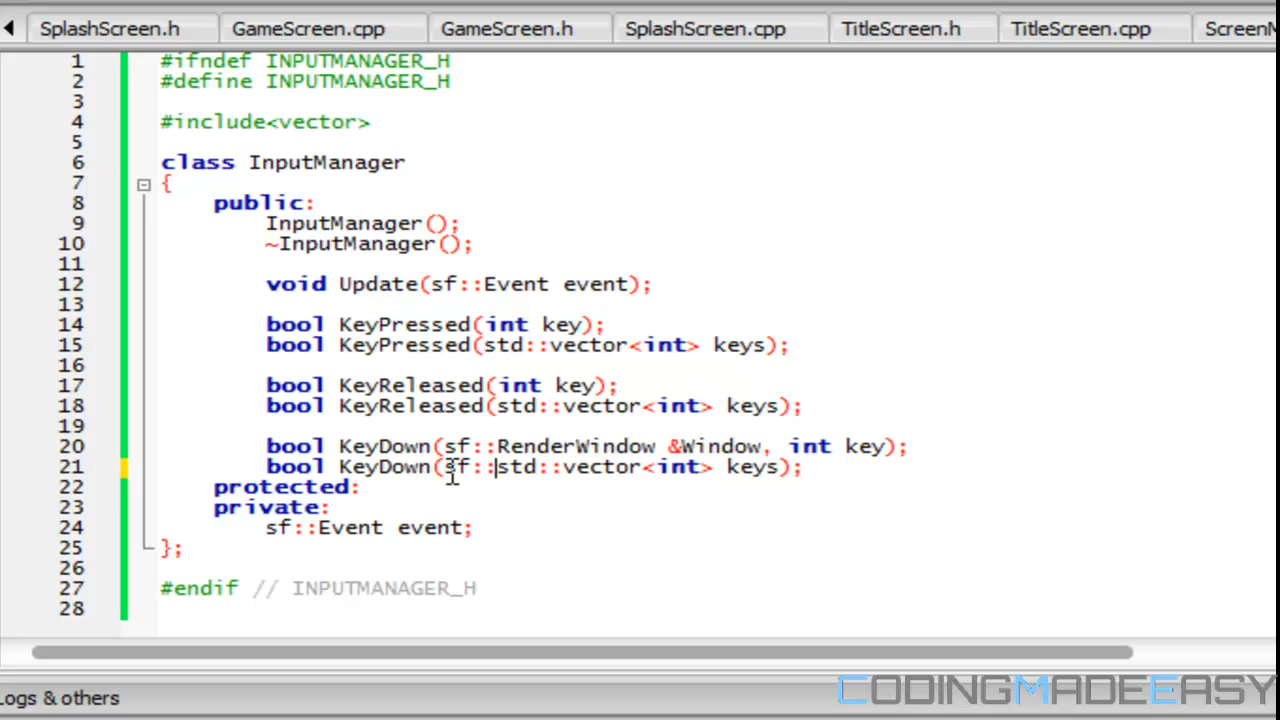 SplashScreen.h GameScreen.cpp GameScreen.h SplashScreen.cpp TitleScreen.h TitleScreen.cpp ScreenM
1 #ifndef INPUTMANAGER_H
2 #define INPUTMANAGER_H
3
4 #include<vector>
5
6 class InputManager
7 {
8 public:
9 InputManager();
10 ~InputManager();
11
12 void Update(sf::Event event);
13
14 bool KeyPressed(int key);
15 bool KeyPressed(std::vector<int> keys);
16
17 bool KeyReleased(int key);
18 bool KeyReleased(std::vector<int> keys);
19
20 bool KeyDown(sf::RenderWindow &Window, int key);
21 bool KeyDown(sf::std::vector<int> keys);
22 protected:
23 private:
24 sf::Event event;
25 };
26
27 #endif // INPUTMANAGER_H
28
Logs & others
CODINGMADEEASY